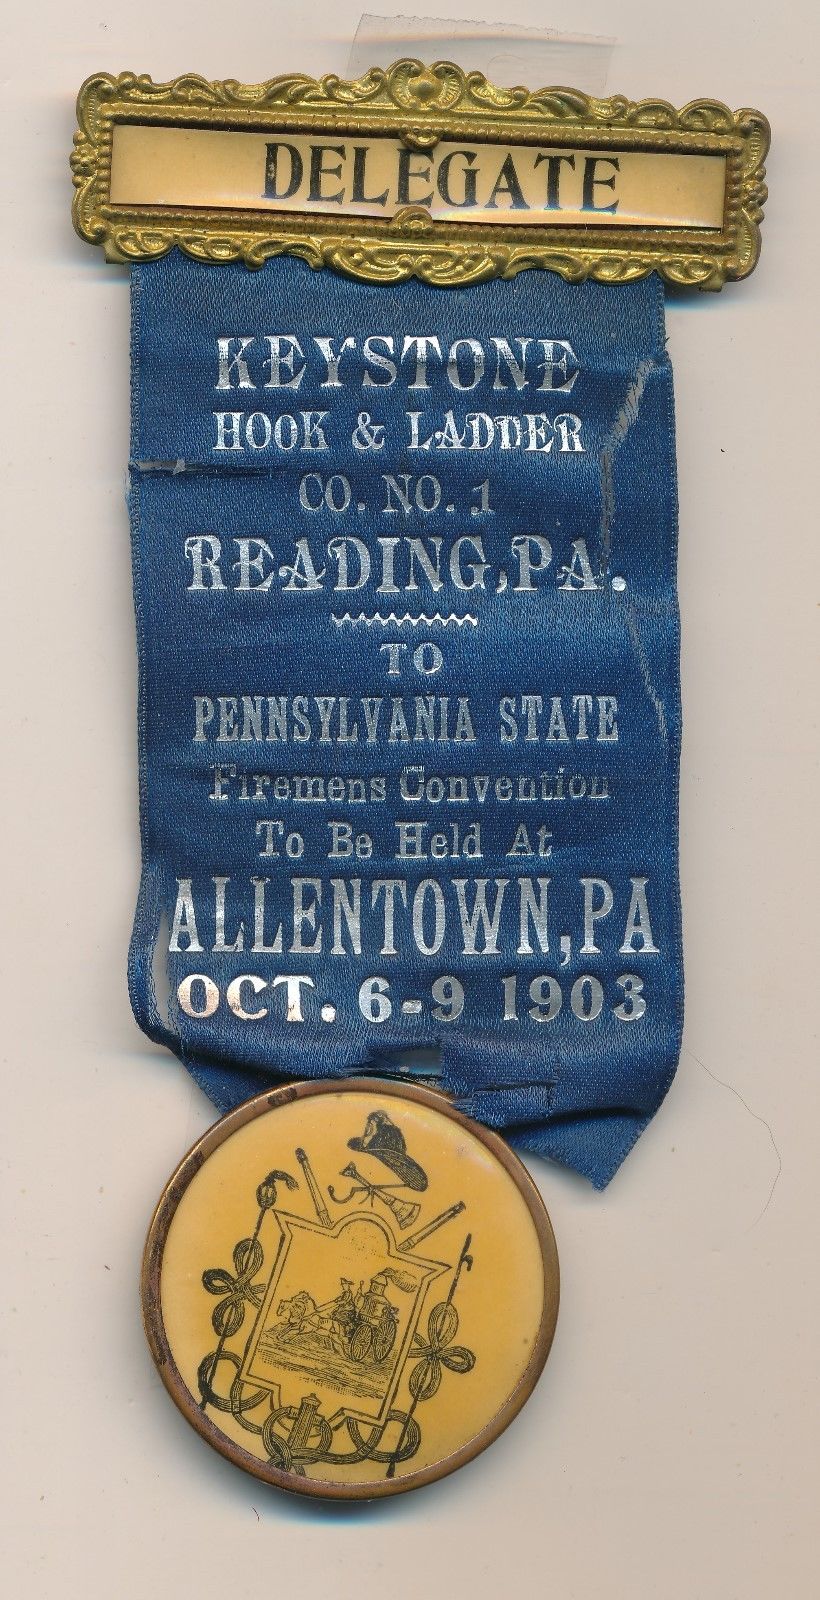 DELEGATE
KEYSTONE
HOOK & LADDER
CO. NO. 1
READING, PA.
TO
PENNSYLVANIA STATE
Firemens Convention
To Be Held At
ALLENTOWN, PA
OCT. 6-9 1903